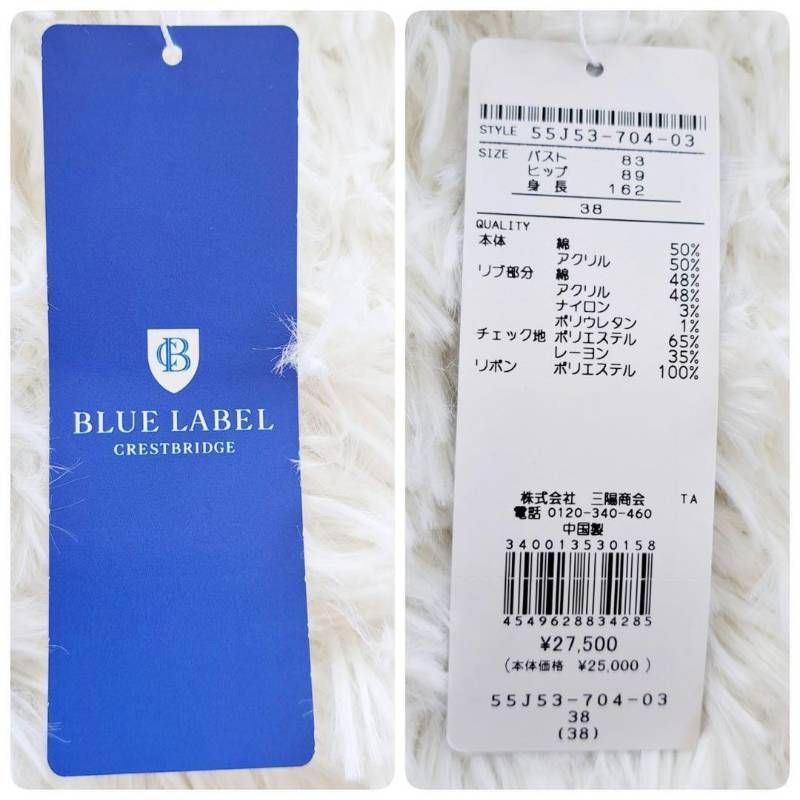 CB
BLUE LABEL
CRESTBRIDGE
STYLE 55J53-704-03
SIZE バスト 83
ヒップ 89
身長 162
38
QUALITY
本体 綿 50%
アクリル 50%
リブ部分 綿 48%
アクリル 48%
ナイロン 3%
ポリウレタン 1%
チェック地 ポリエステル 65%
レーヨン 35%
リボン ポリエステル 100%
株式会社 三陽商会 TA
電話 0120-340-460
中国製
340013530158
4549628834285
¥27,500
(本体価格 ¥25,000)
55J53-704-03
38
(38)